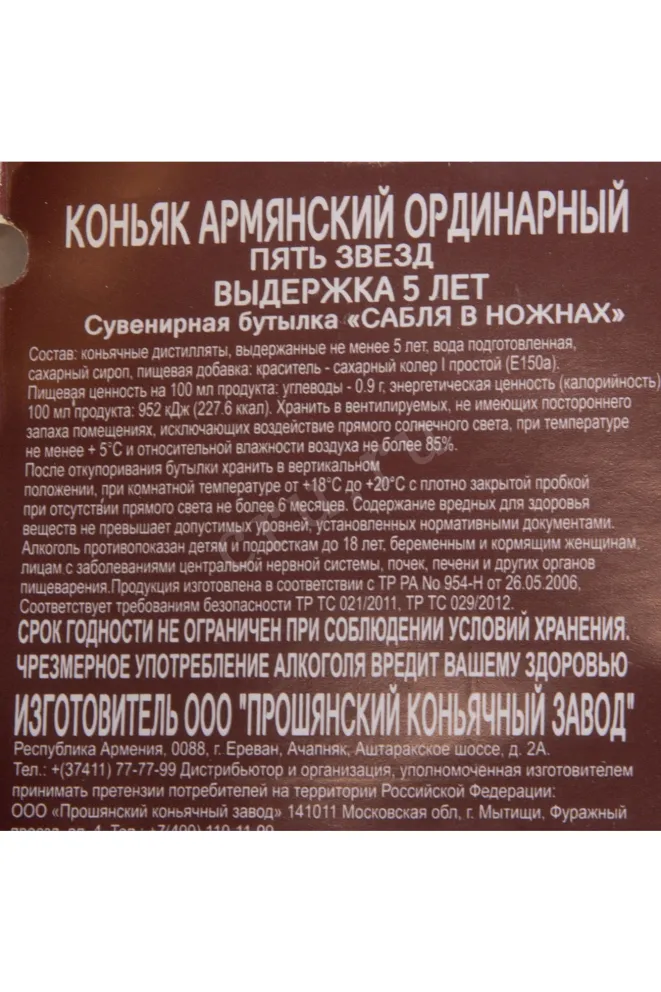 КОНЬЯК АРМЯНСКИЙ ОРДИНАРНЫЙ
ПЯТЬ ЗВЕЗД
ВЫДЕРЖКА 5 ЛЕТ
Сувенирная бутылка «САБЛЯ В НОЖНАХ»
Состав: коньячные дистилляты, выдержанные не менее 5 лет, вода подготовленная,
сахарный сироп, пищевая добавка: краситель - сахарный колер I простой (E150a).
Пищевая ценность на 100 мл продукта: углеводы - 0.9 г, энергетическая ценность (калорийность)
100 мл продукта: 952 кДж (227.6 ккал). Хранить в вентилируемых, не имеющих постороннего
запаха помещениях, исключающих воздействие прямого солнечного света, при температуре
не менее + 5°С и относительной влажности воздуха не более 85%.
После откупоривания бутылки хранить в вертикальном
положении, при комнатной температуре от +18°С до +20°С с плотно закрытой пробкой
при отсутствии прямого света не более 6 месяцев. Содержание вредных для здоровья
веществ не превышает допустимых уровней, установленных нормативными документами.
Алкоголь противопоказан детям и подросткам до 18 лет, беременным и кормящим женщинам,
лицам с заболеваниями центральной нервной системы, почек, печени и других органов
пищеварения.Продукция изготовлена в соответствии с ТР РА No 954-Н от 26.05.2006,
Соответствует требованиям безопасности ТР ТС 021/2011, ТР ТС 029/2012.
СРОК ГОДНОСТИ НЕ ОГРАНИЧЕН ПРИ СОБЛЮДЕНИИ УСЛОВИЙ ХРАНЕНИЯ.
ЧРЕЗМЕРНОЕ УПОТРЕБЛЕНИЕ АЛКОГОЛЯ ВРЕДИТ ВАШЕМУ ЗДОРОВЬЮ
ИЗГОТОВИТЕЛЬ ООО "ПРОШЯНСКИЙ КОНЬЯЧНЫЙ ЗАВОД"
Республика Армения, 0088, г. Ереван, Ачапняк, Аштаракское шоссе, д. 2А.
Тел.: +(37411) 77-77-99 Дистрибьютор и организация, уполномоченная изготовителем
принимать претензии потребителей на территории Российской Федерации:
ООО «Прошянский коньячный завод» 141011 Московская обл, г. Мытищи, Фуражный